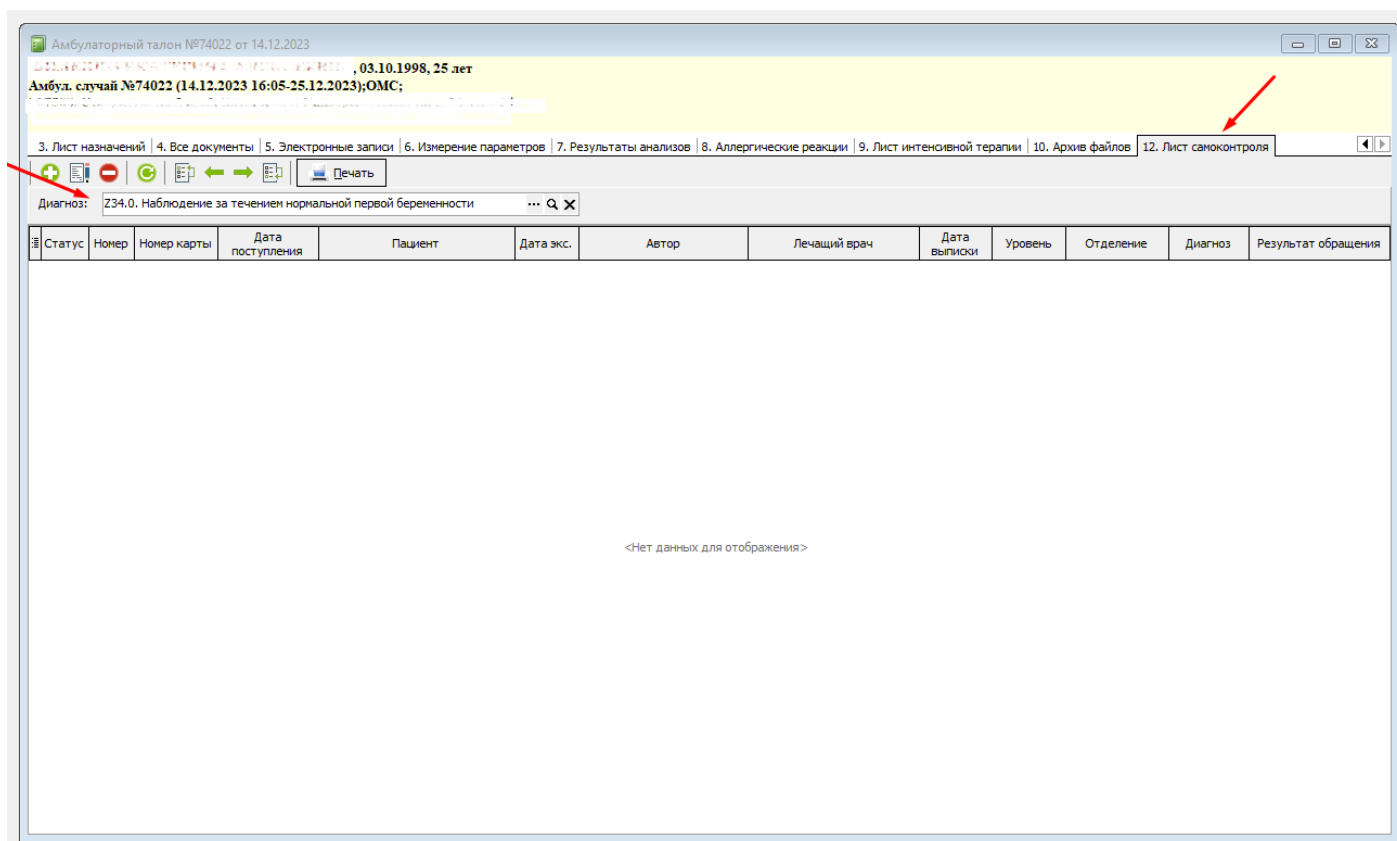 Амбулаторный талон №74022 от 14.12.2023
, 03.10.1998, 25 лет
Амбул. случай №74022 (14.12.2023 16:05-25.12.2023);ОМС;
3. Лист назначений 4. Все документы 5. Электронные записи 6. Измерение параметров 7. Результаты анализов 8. Аллергические реакции 9. Лист интенсивной терапии 10. Архив файлов 12. Лист самоконтроля
Печать
Диагноз: Z34.0. Наблюдение за течением нормальной первой беременности ...
Статус Номер Номер карты Дата поступления Пациент Дата экс. Автор Лечащий врач Дата выписки Уровень Отделение Диагноз Результат обращения
<Нет данных для отображения>